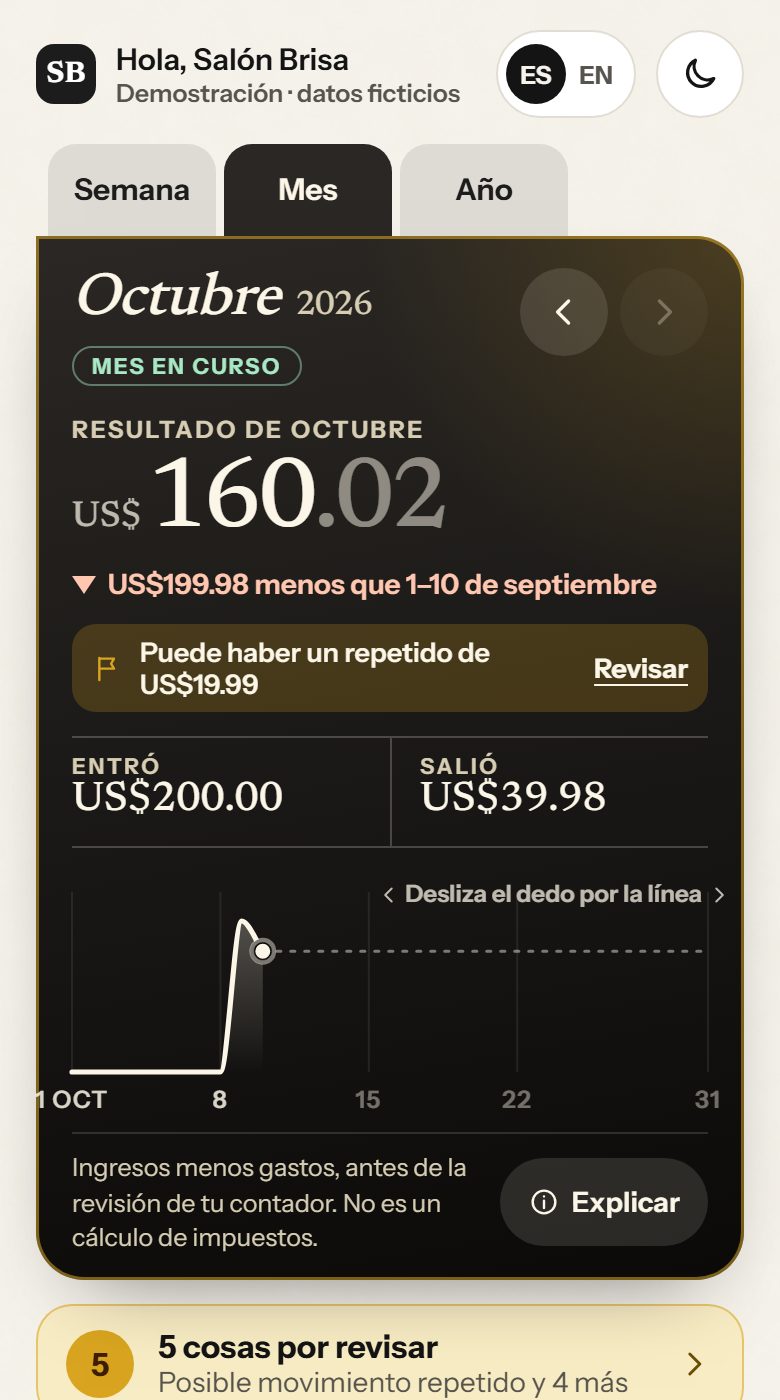 SB
Hola, Salón Brisa
Demostración · datos ficticios
ES EN
Semana Mes Año
Octubre 2026
MES EN CURSO
RESULTADO DE OCTUBRE
US$ 160.02
US$199.98 menos que 1–10 de septiembre
Puede haber un repetido de
US$19.99
Revisar
ENTRÓ
US$200.00
SALIÓ
US$39.98
Desliza el dedo por la línea
1 OCT 8 15 22 31
Ingresos menos gastos, antes de la
revisión de tu contador. No es un
cálculo de impuestos.
Explicar
5
5 cosas por revisar
Posible movimiento repetido y 4 más